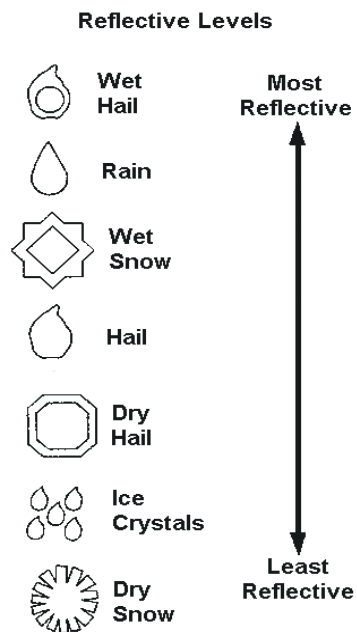 Reflective Levels
Wet
Hail
Most
Reflective
Rain
Wet
Snow
Hail
Dry
Hail
Ice
Crystals
Least
Reflective
Dry
Snow